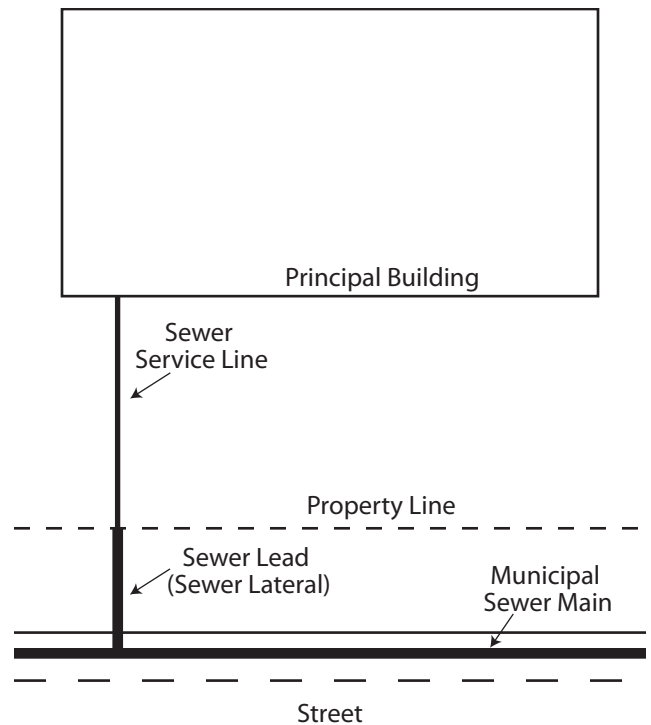 Principal Building
Sewer
Service Line
Property Line
Sewer Lead
(Sewer Lateral)
Municipal
Sewer Main
Street